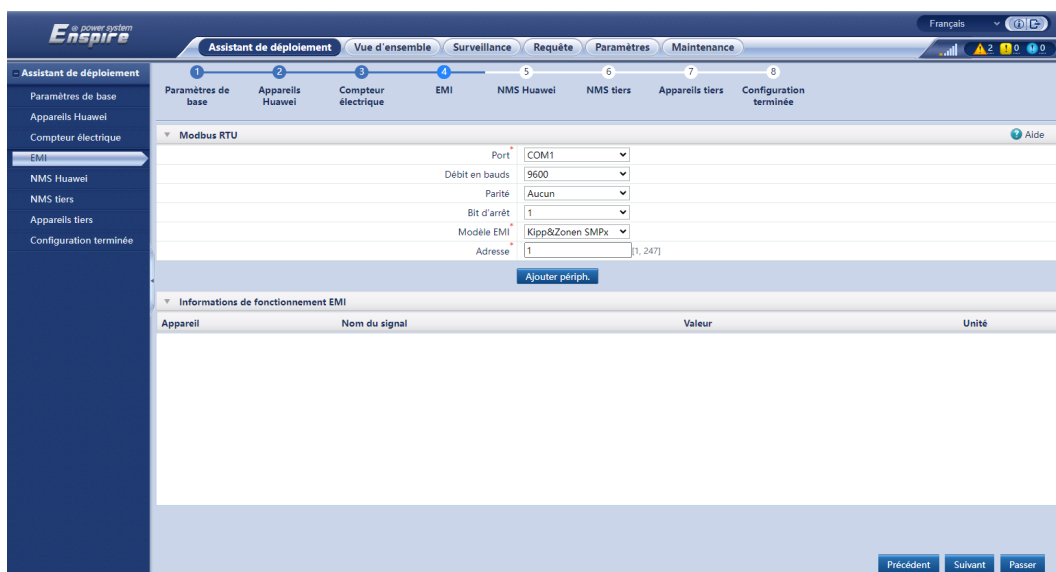 Enspire
e power system
Français
Assistant de déploiement Vue d'ensemble Surveillance Requête Paramètres Maintenance
2 0 0
Assistant de déploiement
Paramètres de base
Appareils Huawei
Compteur électrique
EMI
NMS Huawei
NMS tiers
Appareils tiers
Configuration terminée
1 2 3 4 5 6 7 8
Paramètres de base
Appareils Huawei
Compteur électrique
EMI
NMS Huawei
NMS tiers
Appareils tiers
Configuration terminée
Modbus RTU
Aide
Port * COM1
Débit en bauds 9600
Parité Aucun
Bit d'arrêt 1
Modèle EMI * Kipp&Zonen SMPx
Adresse * 1 [1, 247]
Ajouter périph.
Informations de fonctionnement EMI
Appareil Nom du signal Valeur Unité
Précédent Suivant Passer